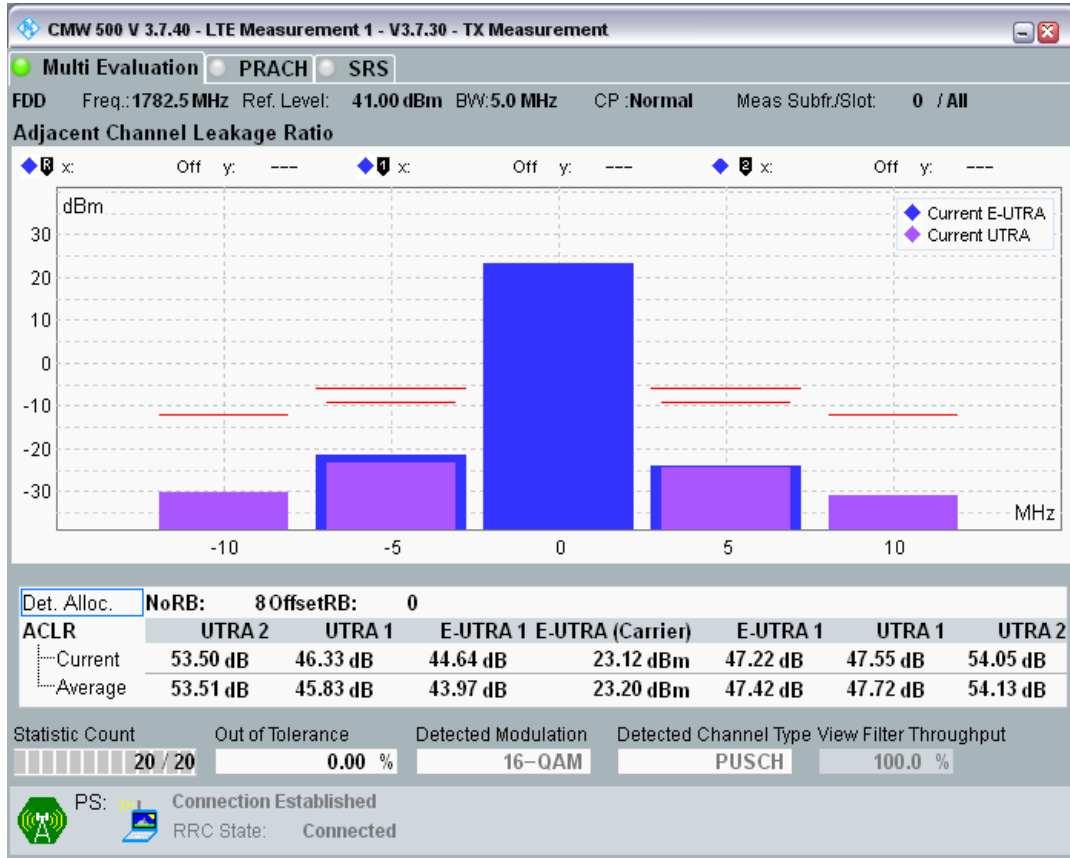 CMW 500 V 3.7.40 - LTE Measurement 1 - V3.7.30 - TX Measurement
Multi Evaluation PRACH SRS
FDD Freq.: 1782.5 MHz Ref. Level: 41.00 dBm BW: 5.0 MHz CP : Normal Meas Subfr./Slot: 0 / All
Adjacent Channel Leakage Ratio
R x: Off y: --- 1 x: Off y: --- 2 x: Off y: ---
dBm
Current E-UTRA
Current UTRA
30
20
10
0
-10
-20
-30
MHz
-10 -5 0 5 10
Det. Alloc. NoRB: 8 OffsetRB: 0
ACLR UTRA 2 UTRA 1 E-UTRA 1 E-UTRA (Carrier) E-UTRA 1 UTRA 1 UTRA 2
Current 53.50 dB 46.33 dB 44.64 dB 23.12 dBm 47.22 dB 47.55 dB 54.05 dB
Average 53.51 dB 45.83 dB 43.97 dB 23.20 dBm 47.42 dB 47.72 dB 54.13 dB
Statistic Count Out of Tolerance Detected Modulation Detected Channel Type View Filter Throughput
20 / 20 0.00 % 16-QAM PUSCH 100.0 %
PS: Connection Established
RRC State: Connected